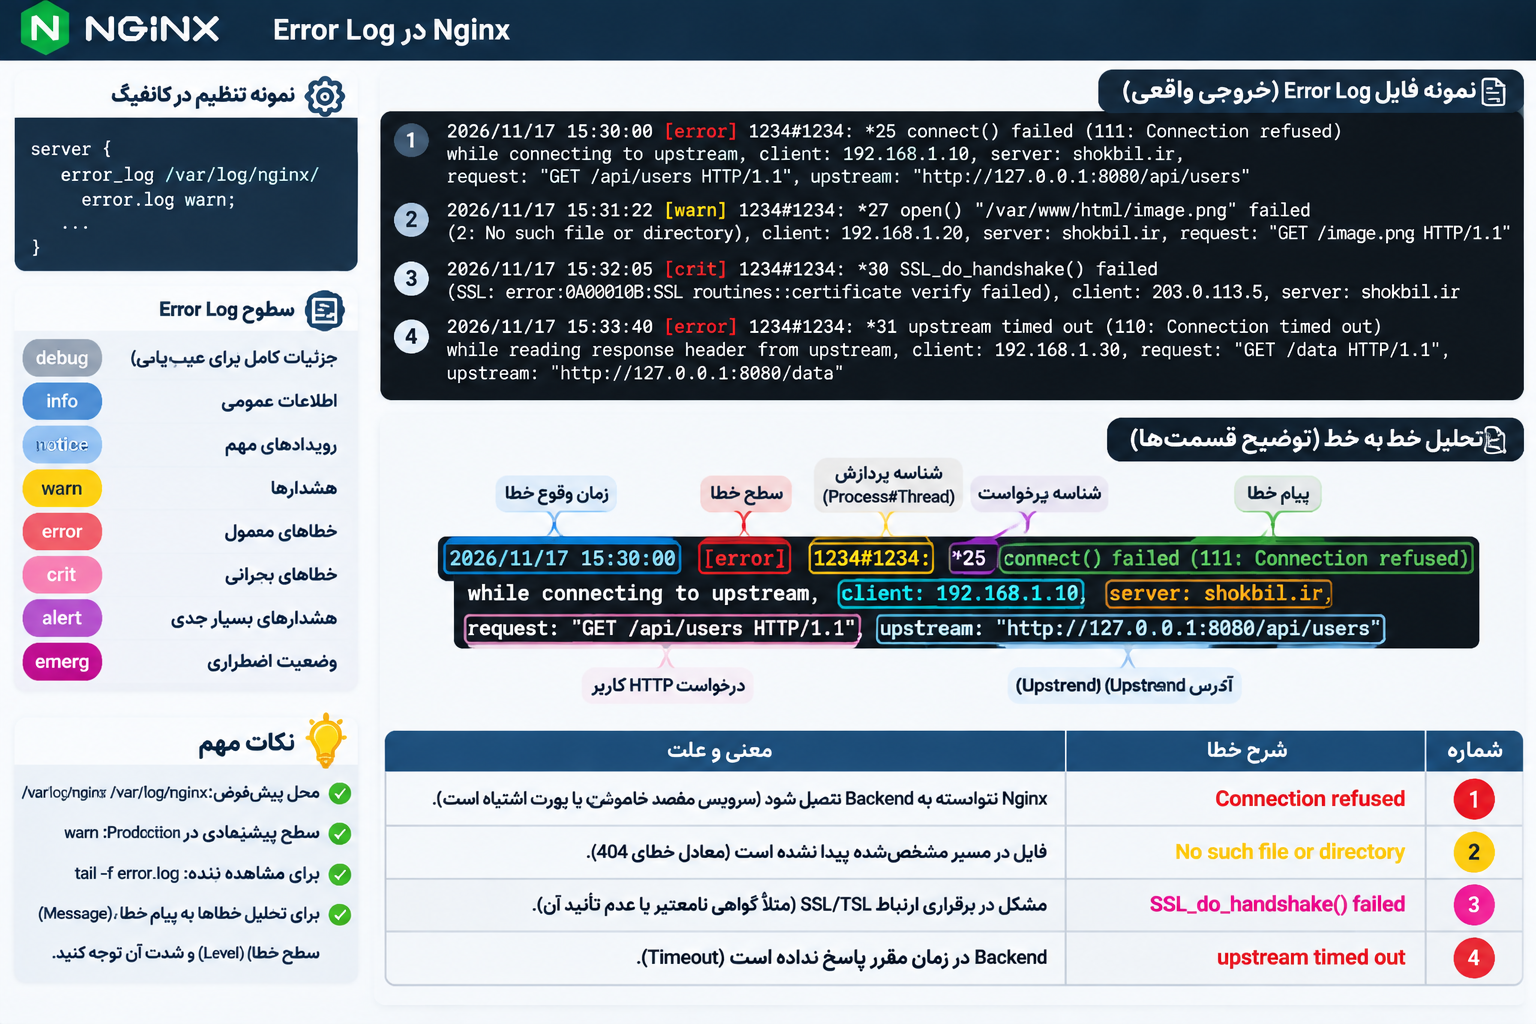 NGINX
Error Log در Nginx
نمونه فایل Error Log (خروجی واقعی)
1
2026/11/17 15:30:00 [error] 1234#1234: *25 connect() failed (111: Connection refused)
while connecting to upstream, client: 192.168.1.10, server: shokbil.ir,
request: "GET /api/users HTTP/1.1", upstream: "http://127.0.0.1:8080/api/users"
2
2026/11/17 15:31:22 [warn] 1234#1234: *27 open() "/var/www/html/image.png" failed
(2: No such file or directory), client: 192.168.1.20, server: shokbil.ir, request: "GET /image.png HTTP/1.1"
3
2026/11/17 15:32:05 [crit] 1234#1234: *30 SSL_do_handshake() failed
(SSL: error:0A00010B:SSL routines::certificate verify failed), client: 203.0.113.5, server: shokbil.ir
4
2026/11/17 15:33:40 [error] 1234#1234: *31 upstream timed out (110: Connection timed out)
while reading response header from upstream, client: 192.168.1.30, request: "GET /data HTTP/1.1",
upstream: "http://127.0.0.1:8080/data"
نمونه تنظیم در کانفیگ
server {
error_log /var/log/nginx/
error.log warn;
...
}
سطوح Error Log
debug
جزئیات کامل برای
info
اطلاعات عمومی
notice
رویدادهای مهم
warn
هشدارها
error
خطاهای معمول
crit
خطاهای بحرانی
alert
هشدارهای بسیار جدی
emerg
وضعیت اضطراری
نکات مهم
محل /var/log/nginx
سطح پیشنهادی در warn :
برای مشاهده : tail -f error.log
برای تحلیل خطاها به پیام خطا (Message)،
سطح خطا (Level) و شدت آن توجه کنید.
تحلیل خط به خط (توضیح قسمت‌ها)
زمان وقوع خطا
سطح خطا
شناسه پردازش
(Process#Thread)
شناسه
پیام خطا
2026/11/17 15:30:00 [error] 1234#1234: *25 connect() failed (111: Connection refused)
while connecting to upstream, client: 192.168.1.10, server: shokbil.ir,
request: "GET /api/users HTTP/1.1", upstream: "http://127.0.0.1:8080/api/users"
درخواست HTTP کاربر
(Upstrend)
شماره
شرح خطا
معنی و علت
1
Connection refused
Nginx به Backend شود (سرویس مقصد یا پورت اشتباه است).
2
No such file or directory
فایل در مسیر مشخص‌شده پیدا نشده است (معادل خطای 404).
3
SSL_do_handshake() failed
مشکل در برقراری ارتباط SSL/TSL (مثلاً گواهی یا عدم آن).
4
upstream timed out
Backend در زمان مقرر پاسخ نداده است (Timeout).